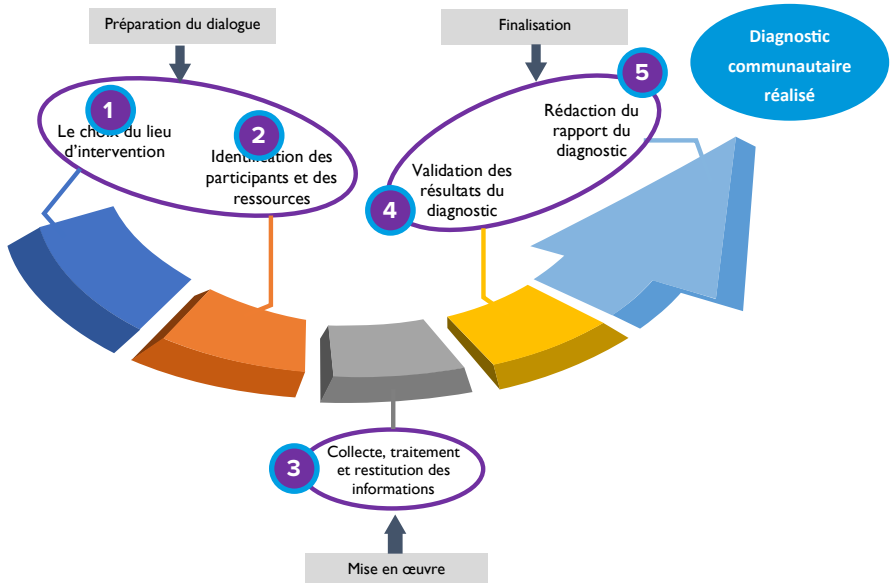 Préparation du dialogue
Finalisation
Diagnostic
communautaire
réalisé
1
Le choix du lieu
d'intervention
2
Identification des
participants et des
ressources
5
Rédaction du
rapport du
diagnostic
4
Validation des
résultats du
diagnostic
3
Collecte, traitement
et restitution des
informations
Mise en œuvre